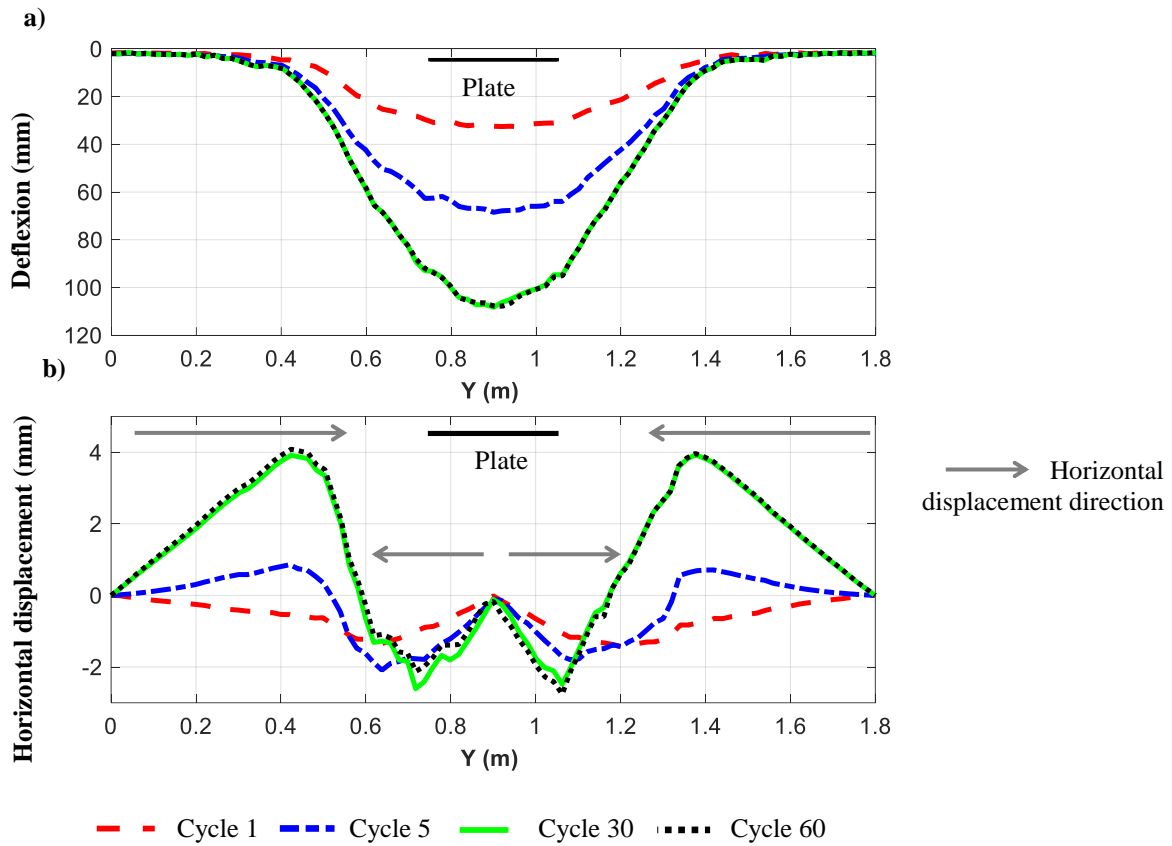 a)
0
20
40
60
80
100
120
Deflexion (mm)
Plate
0 0.2 0.4 0.6 0.8 1 1.2 1.4 1.6 1.8
Y (m)
b)
4
2
0
-2
Horizontal displacement (mm)
Plate
0 0.2 0.4 0.6 0.8 1 1.2 1.4 1.6 1.8
Y (m)
Horizontal
displacement direction
Cycle 1 Cycle 5 Cycle 30 Cycle 60